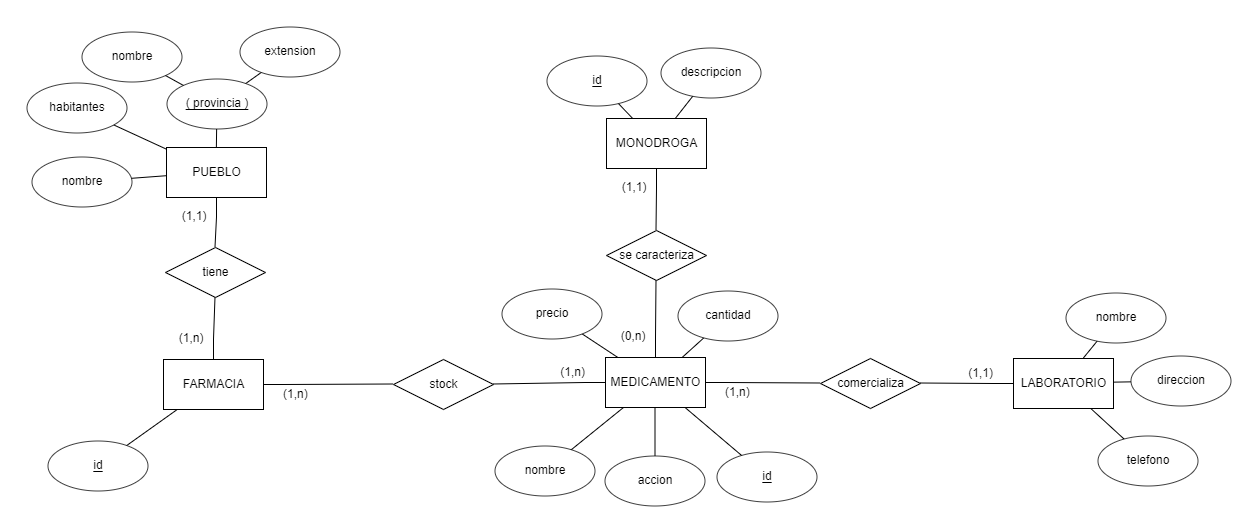 nombre
extension
( provincia )
habitantes
nombre
PUEBLO
(1,1)
tiene
(1,n)
FARMACIA
(1,n)
id
stock
id
descripcion
MONODROGA
(1,1)
se caracteriza
precio
cantidad
(0,n)
(1,n)
MEDICAMENTO
(1,n)
nombre
accion
id
comercializa
(1,1)
nombre
LABORATORIO
direccion
telefono